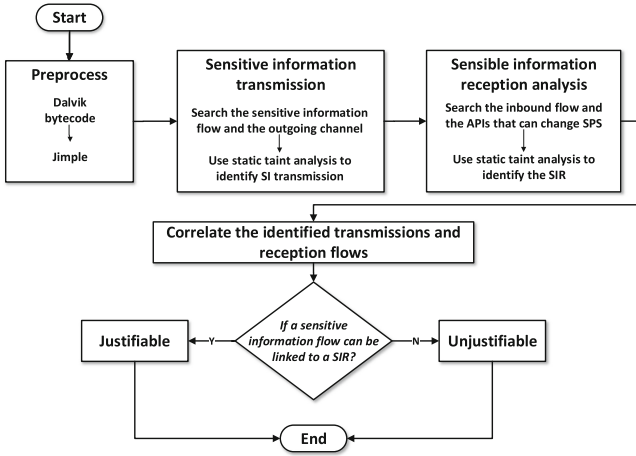 Start
Preprocess
Dalvik
bytecode
Jimple
Sensitive information
transmission
Search the sensitive information
flow and the outgoing channel
Use static taint analysis to
identify SI transmission
Sensible information
reception analysis
Search the inbound flow and
the APIs that can change SPS
Use static taint analysis to
identify the SIR
Correlate the identified transmissions and
reception flows
If a sensitive
information flow can be
linked to a SIR?
Y
N
Justifiable
Unjustifiable
End